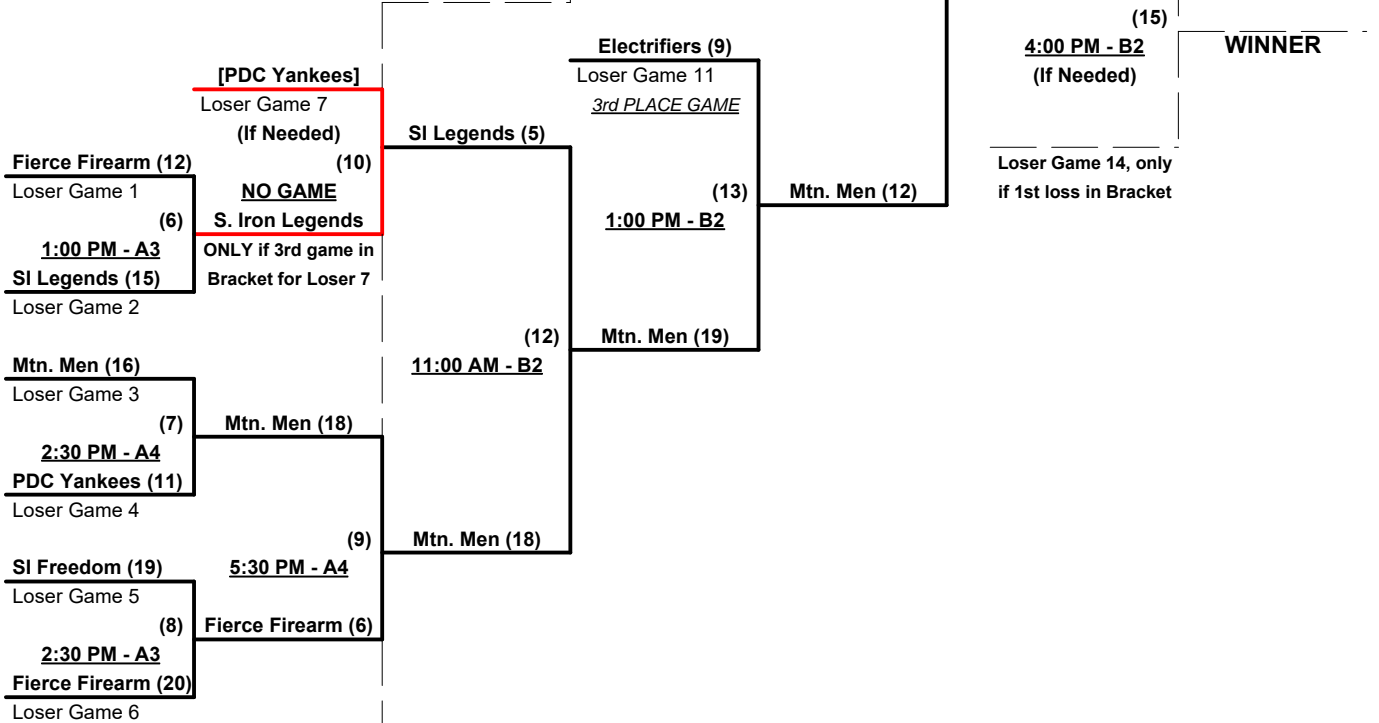 Fierce Firearm (12)
Loser Game 1
(6)
1:00 PM - A3
SI Legends (15)
Loser Game 2
Mtn. Men (16)
Loser Game 3
(7)
2:30 PM - A4
PDC Yankees (11)
Loser Game 4
SI Freedom (19)
Loser Game 5
(8)
2:30 PM - A3
Fierce Firearm (20)
Loser Game 6
[PDC Yankees]
Loser Game 7
(If Needed)
(10)
NO GAME
S. Iron Legends
ONLY if 3rd game in
Bracket for Loser 7
Mtn. Men (18)
(9)
5:30 PM - A4
Fierce Firearm (6)
SI Legends (5)
(12)
11:00 AM - B2
Mtn. Men (18)
Electrifiers (9)
Loser Game 11
3rd PLACE GAME
(13)
1:00 PM - B2
Mtn. Men (19)
Mtn. Men (12)
(15)
4:00 PM - B2
(If Needed)
Loser Game 14, only
if 1st loss in Bracket
WINNER